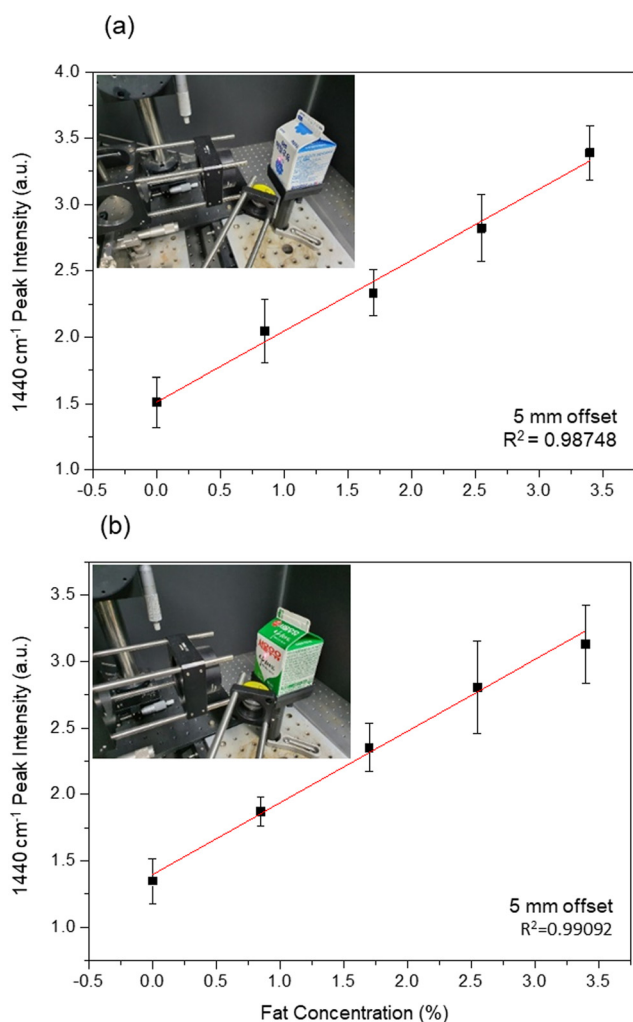 (a)
4.0
3.5
3.0
2.5
2.0
1.5
1.0
1440 cm⁻¹ Peak Intensity (a.u.)
5 mm offset
R² = 0.98748
-0.5 0.0 0.5 1.0 1.5 2.0 2.5 3.0 3.5
(b)
3.5
3.0
2.5
2.0
1.5
1.0
1440 cm⁻¹ Peak Intensity (a.u.)
서울우유
5 mm offset
R²=0.99092
0.0 0.5 1.0 1.5 2.0 2.5 3.0 3.5
Fat Concentration (%)